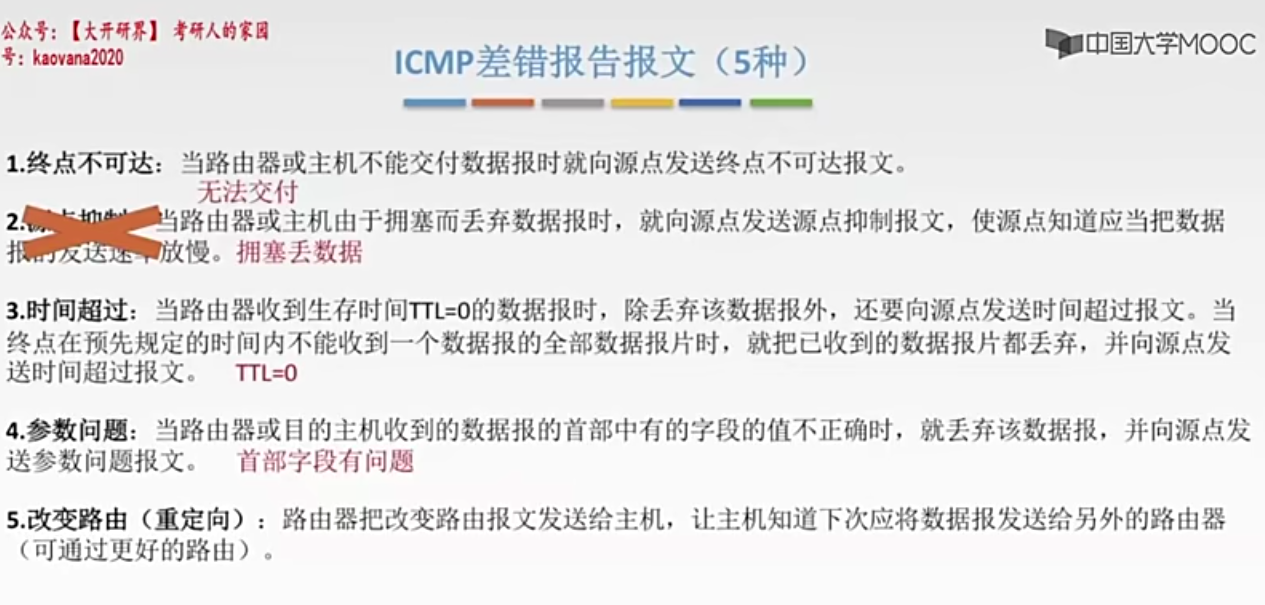 公众号：【大开研界】 考研人的家园
号：kaovana2020
中国大学MOOC
ICMP差错报告报文（5种）
1.终点不可达：当路由器或主机不能交付数据报时就向源点发送终点不可达报文。
无法交付
2.源点抑制：当路由器或主机由于拥塞而丢弃数据报时，就向源点发送源点抑制报文，使源点知道应当把数据
报的发送速率放慢。拥塞丢数据
3.时间超过：当路由器收到生存时间TTL=0的数据报时，除丢弃该数据报外，还要向源点发送时间超过报文。当
终点在预先规定的时间内不能收到一个数据报的全部数据报片时，就把已收到的数据报片都丢弃，并向源点发
送时间超过报文。 TTL=0
4.参数问题：当路由器或目的主机收到的数据报的首部中有的字段的值不正确时，就丢弃该数据报，并向源点发
送参数问题报文。 首部字段有问题
5.改变路由（重定向）：路由器把改变路由报文发送给主机，让主机知道下次应将数据报发送给另外的路由器
（可通过更好的路由）。